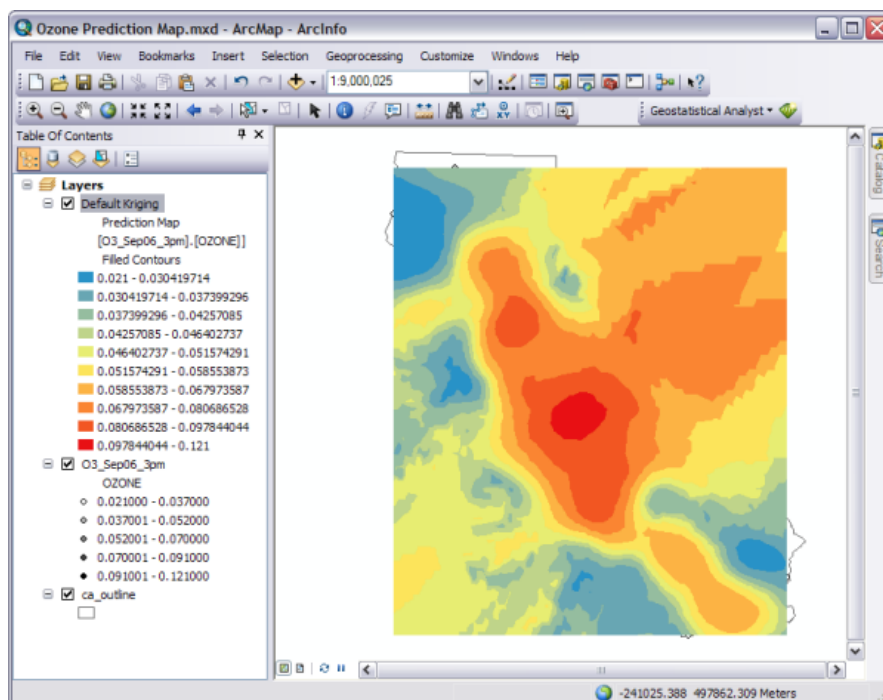 Ozone Prediction Map.mxd - ArcMap - ArcInfo
File Edit View Bookmarks Insert Selection Geoprocessing Customize Windows Help
1:9,000,025
Geostatistical Analyst
Table Of Contents
Layers
Default Kriging
Prediction Map
[O3_Sep06_3pm].[OZONE]]
Filled Contours
0.021 - 0.030419714
0.030419714 - 0.037399296
0.037399296 - 0.04257085
0.04257085 - 0.046402737
0.046402737 - 0.051574291
0.051574291 - 0.058553873
0.058553873 - 0.067973587
0.067973587 - 0.080686528
0.080686528 - 0.097844044
0.097844044 - 0.121
O3_Sep06_3pm
OZONE
0.021000 - 0.037000
0.037001 - 0.052000
0.052001 - 0.070000
0.070001 - 0.091000
0.091001 - 0.121000
ca_outline
Catalog
Search
-241025.388 497862.309 Meters